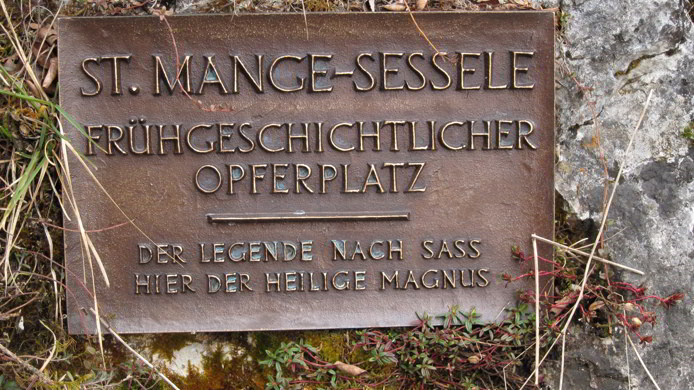 ST. MANGE-SESSELE
FRÜHGESCHICHTLICHER
OPFERPLATZ
DER LEGENDE NACH SASS
HIER DER HEILIGE MAGNUS